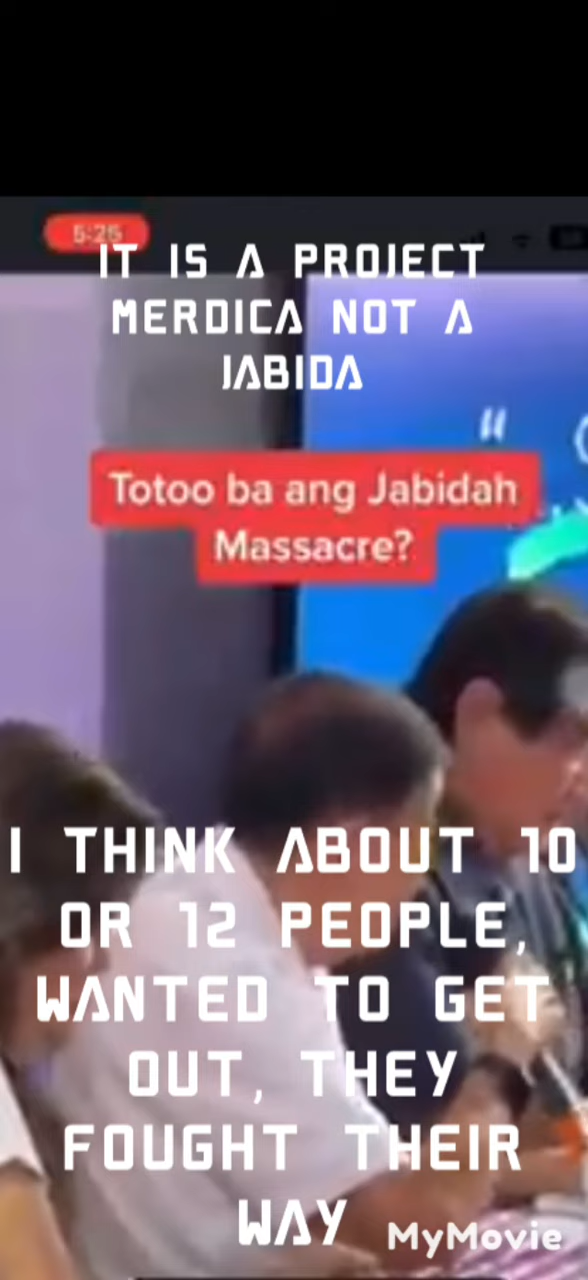 5:25
IT IS A PROJECT
MERDICA NOT A
JABIDA
"
Totoo ba ang Jabidah
Massacre?
I THINK ABOUT 10
OR 12 PEOPLE,
WANTED TO GET
OUT, THEY
FOUGHT THEIR
WAY
MyMovie